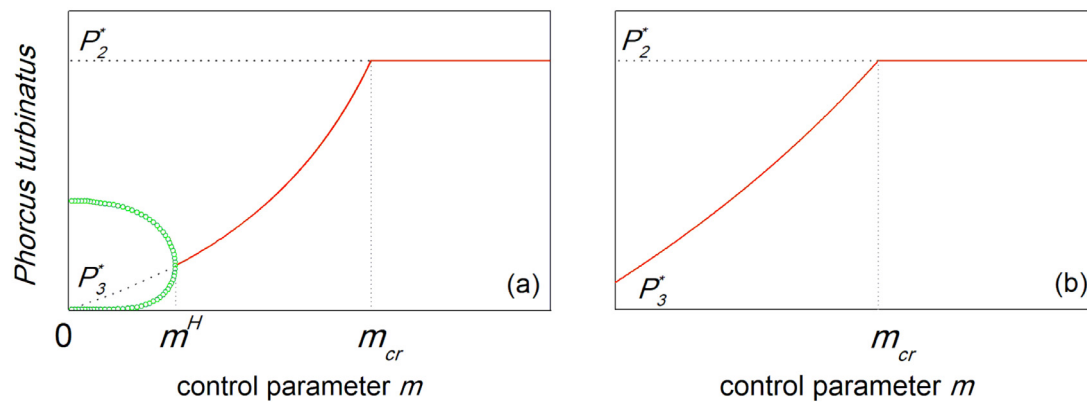 Phorcus turbinatus
P*2
P*3
(a)
0
m^H
m_cr
control parameter m
P*2
P*3
(b)
m_cr
control parameter m